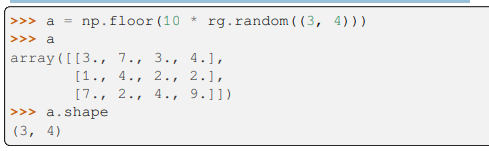 >>> a = np.floor(10 * rg.random((3, 4)))
>>> a
array([[3., 7., 3., 4.],
       [1., 4., 2., 2.],
       [7., 2., 4., 9.]])
>>> a.shape
(3, 4)